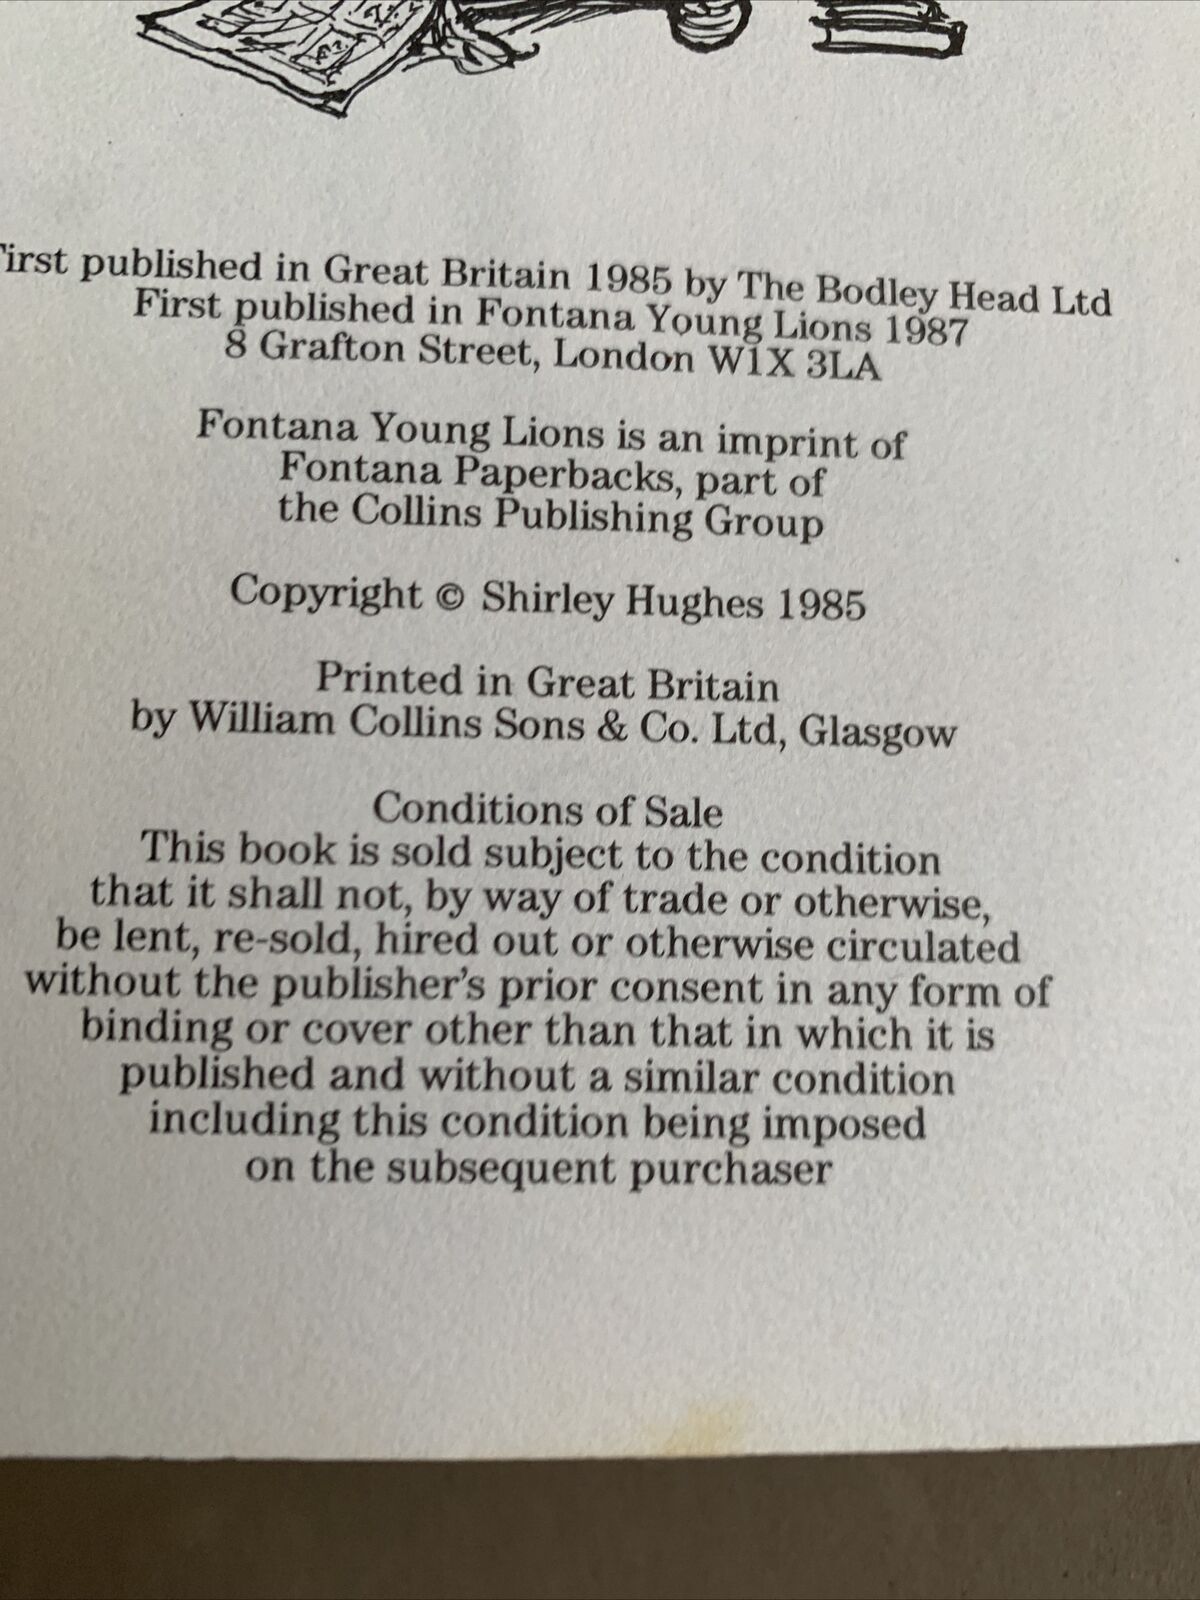 First published in Great Britain 1985 by The Bodley Head Ltd
First published in Fontana Young Lions 1987
8 Grafton Street, London W1X 3LA
Fontana Young Lions is an imprint of
Fontana Paperbacks, part of
the Collins Publishing Group
Copyright © Shirley Hughes 1985
Printed in Great Britain
by William Collins Sons & Co. Ltd, Glasgow
Conditions of Sale
This book is sold subject to the condition
that it shall not, by way of trade or otherwise,
be lent, re-sold, hired out or otherwise circulated
without the publisher's prior consent in any form of
binding or cover other than that in which it is
published and without a similar condition
including this condition being imposed
on the subsequent purchaser